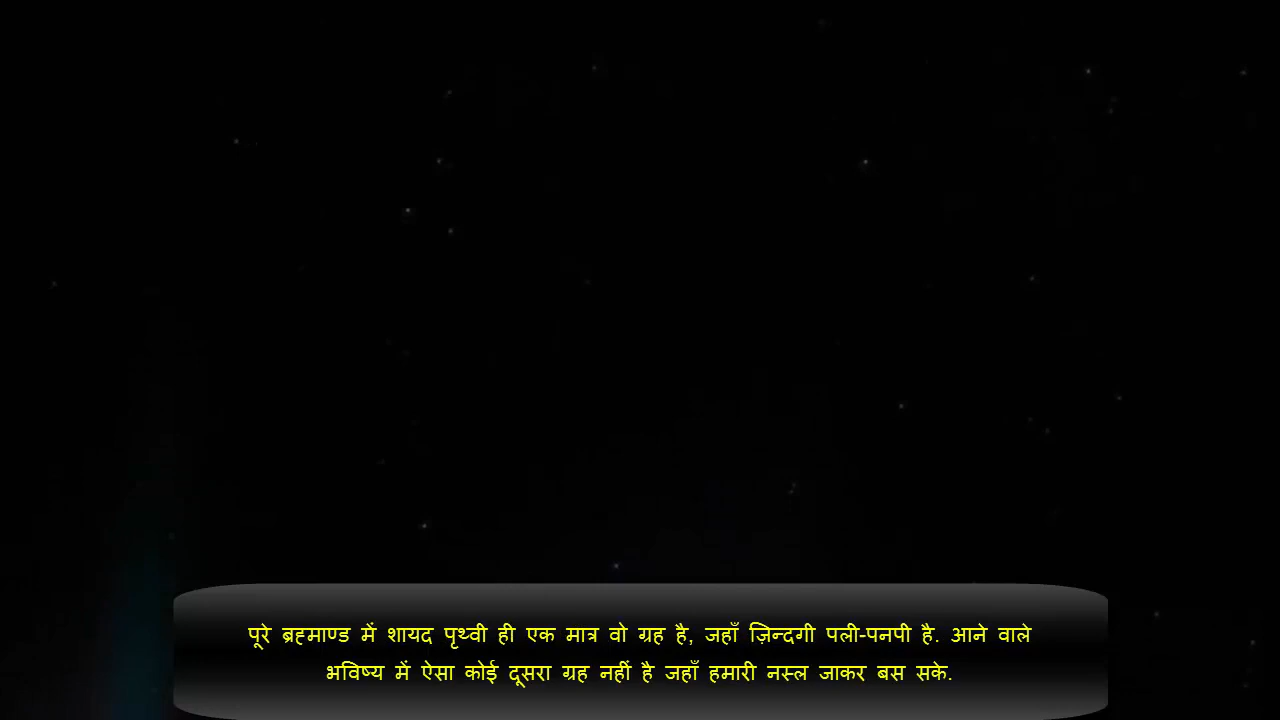 पूरे ब्रह्माण्ड में शायद पृथ्वी ही एक मात्र वो ग्रह है, जहाँ ज़िन्दगी पली-पनपी है. आने वाले
भविष्य में ऐसा कोई दूसरा ग्रह नहीं है जहाँ हमारी नस्ल जाकर बस सके.